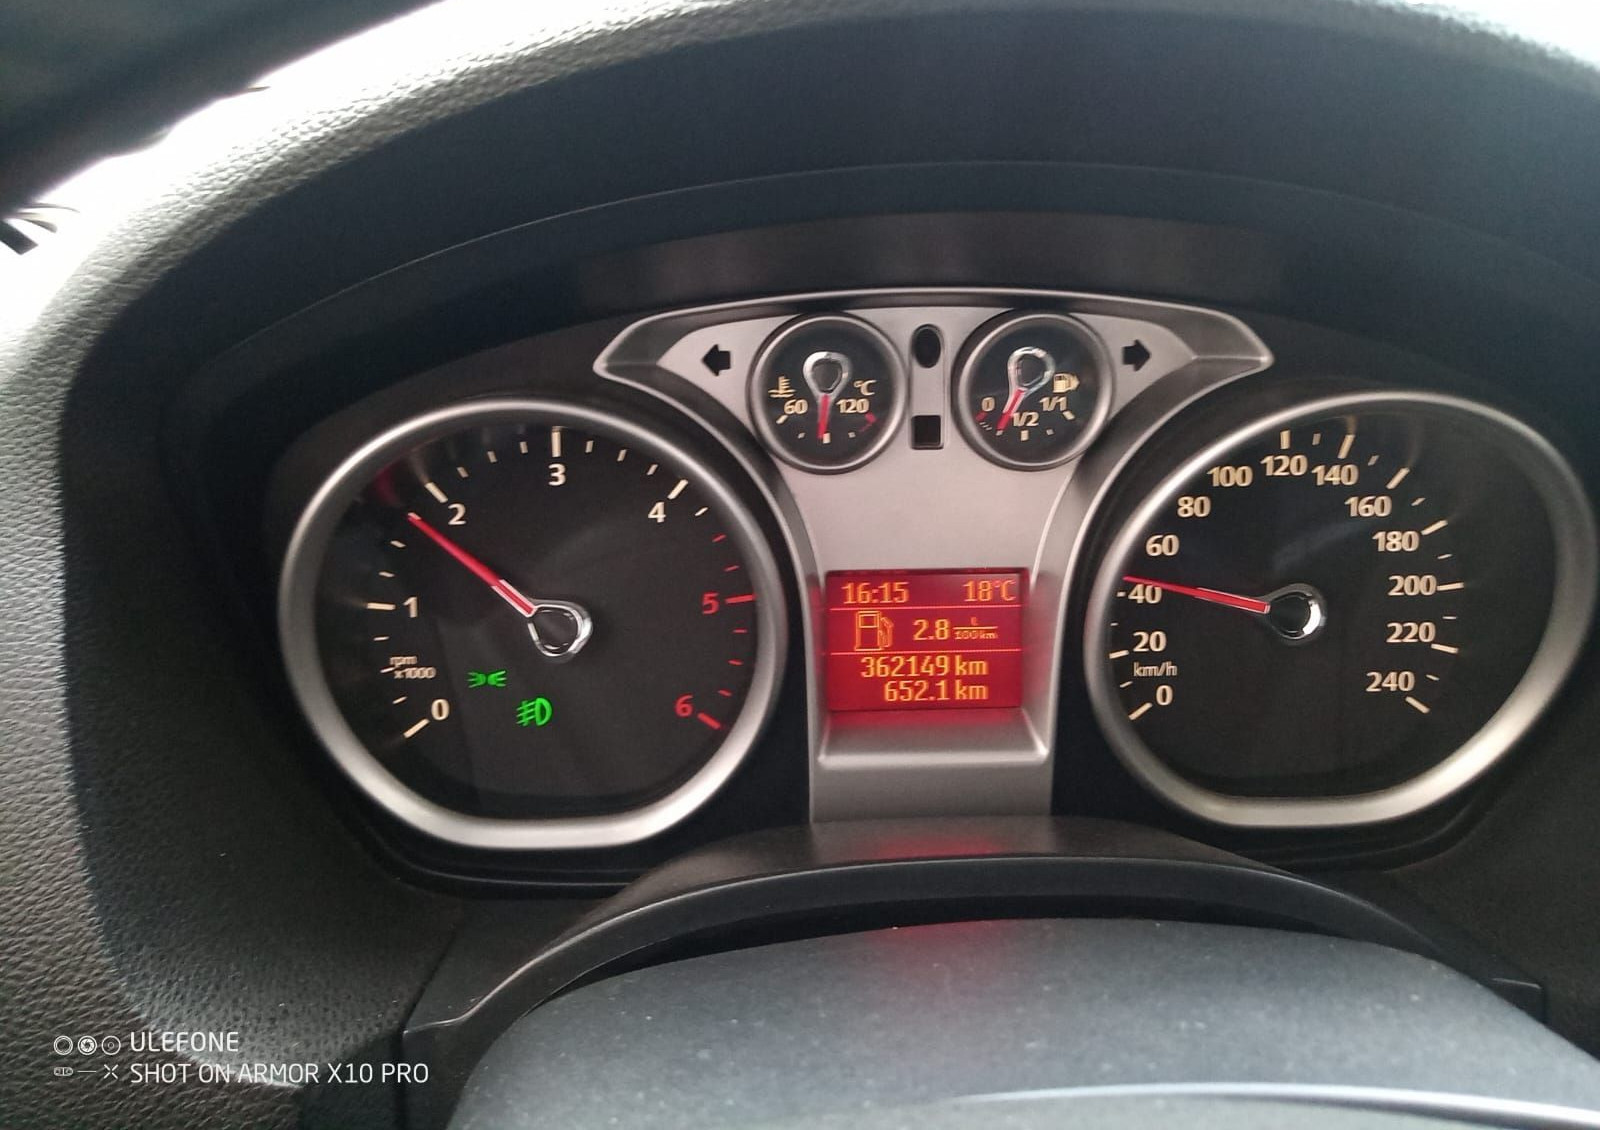 60 °C 120
0 1/2 1/1
0 1 2 3 4 5 6
rpm
x1000
16:15 18°C
2.8 ℓ/100km
362149 km
652.1 km
0 20 40 60 80 100 120 140 160 180 200 220 240
km/h
ULEFONE
SHOT ON ARMOR X10 PRO